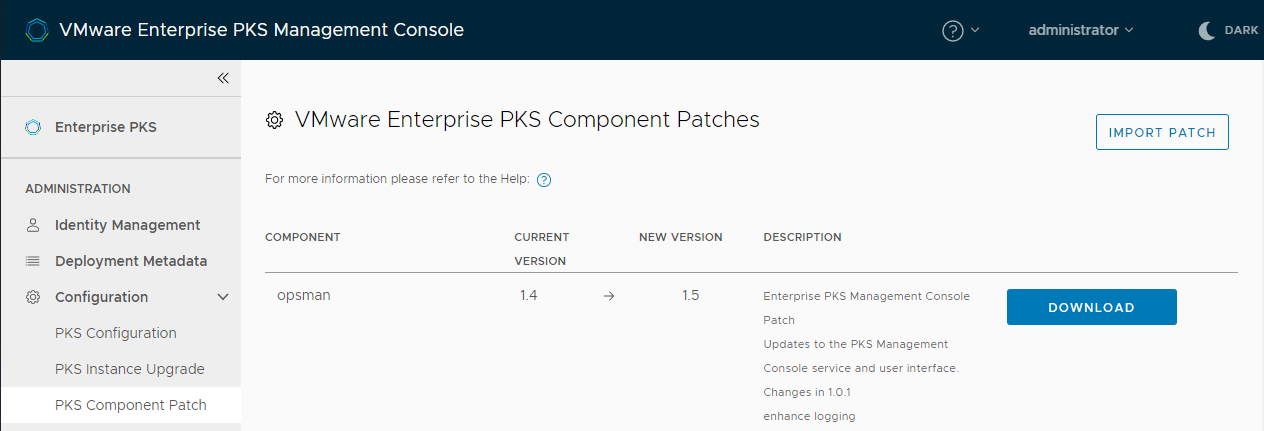 VMware Enterprise PKS Management Console
administrator
DARK
Enterprise PKS
ADMINISTRATION
Identity Management
Deployment Metadata
Configuration
PKS Configuration
PKS Instance Upgrade
PKS Component Patch
VMware Enterprise PKS Component Patches
IMPORT PATCH
For more information please refer to the Help:
COMPONENT
CURRENT
VERSION
NEW VERSION
DESCRIPTION
opsman
1.4
→
1.5
Enterprise PKS Management Console
Patch
Updates to the PKS Management
Console service and user interface.
Changes in 1.0.1
enhance logging
DOWNLOAD